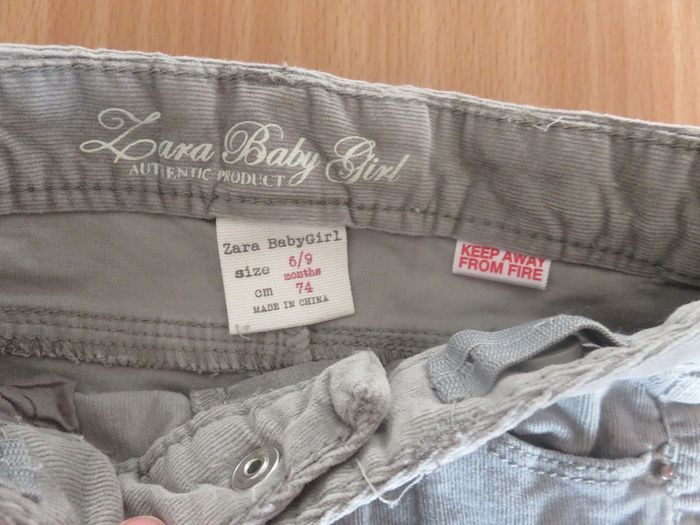 Zara Baby Girl
AUTHENTIC PRODUCT
Zara BabyGirl
size 6/9 months
cm 74
MADE IN CHINA
KEEP AWAY
FROM FIRE